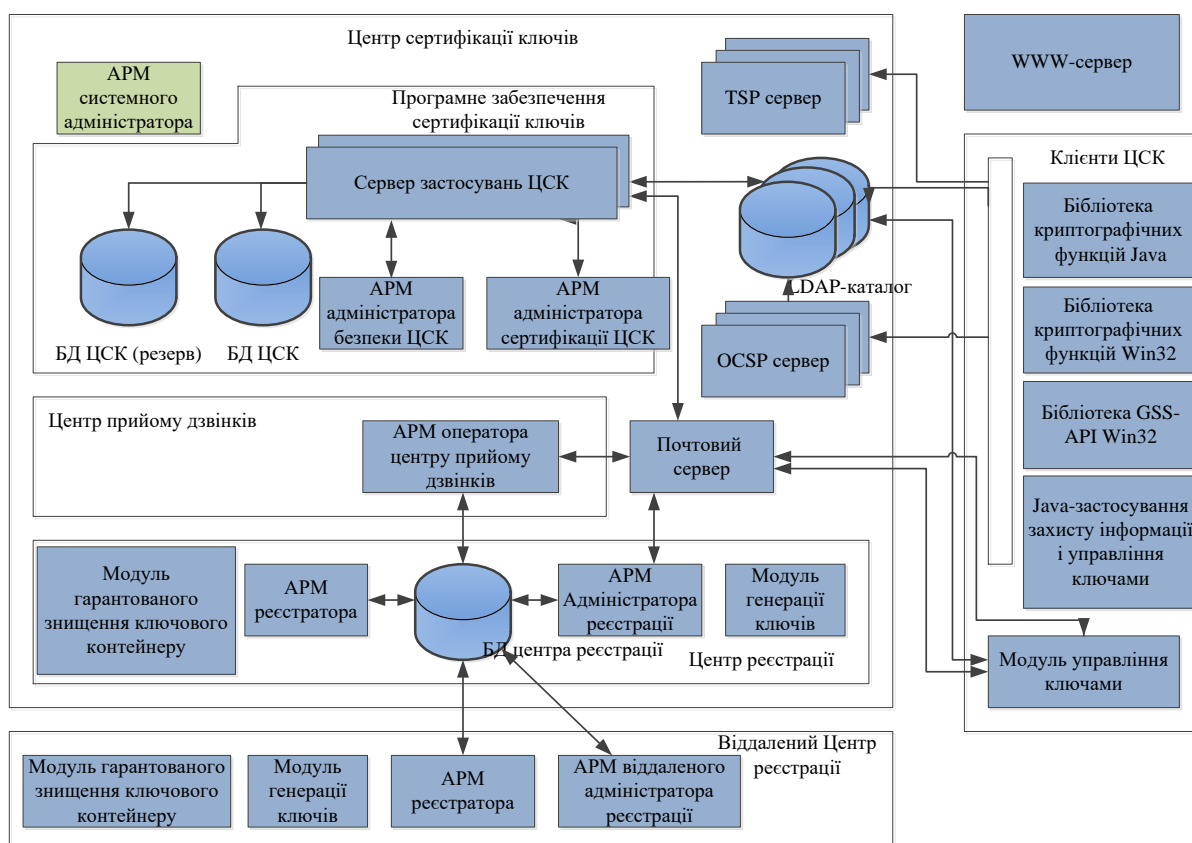 Центр сертифікації ключів
АРМ
системного
адміністратора
Програмне забезпечення
сертифікації ключів
TSP сервер
WWW-сервер
Сервер застосувань ЦСК
Клієнти ЦСК
Бібліотека
криптографічних
функцій Java
БД ЦСК (резерв)
БД ЦСК
АРМ
адміністратора
безпеки ЦСК
АРМ
адміністратора
сертифікації ЦСК
LDAP-каталог
OCSP сервер
Бібліотека
криптографічних
функцій Win32
Бібліотека GSS-
API Win32
Центр прийому дзвінків
АРМ оператора
центру прийому
дзвінків
Почтовий
сервер
Java-застосування
захисту інформації
і управління
ключами
Модуль
гарантованого
знищення ключового
контейнеру
АРМ
реєстратора
БД центра реєстрації
АРМ
Адміністратора
реєстрації
Модуль
генерації
ключів
Центр реєстрації
Модуль управління
ключами
Віддалений Центр
реєстрації
Модуль гарантованого
знищення ключового
контейнеру
Модуль
генерації
ключів
АРМ
реєстратора
АРМ віддаленого
адміністратора
реєстрації